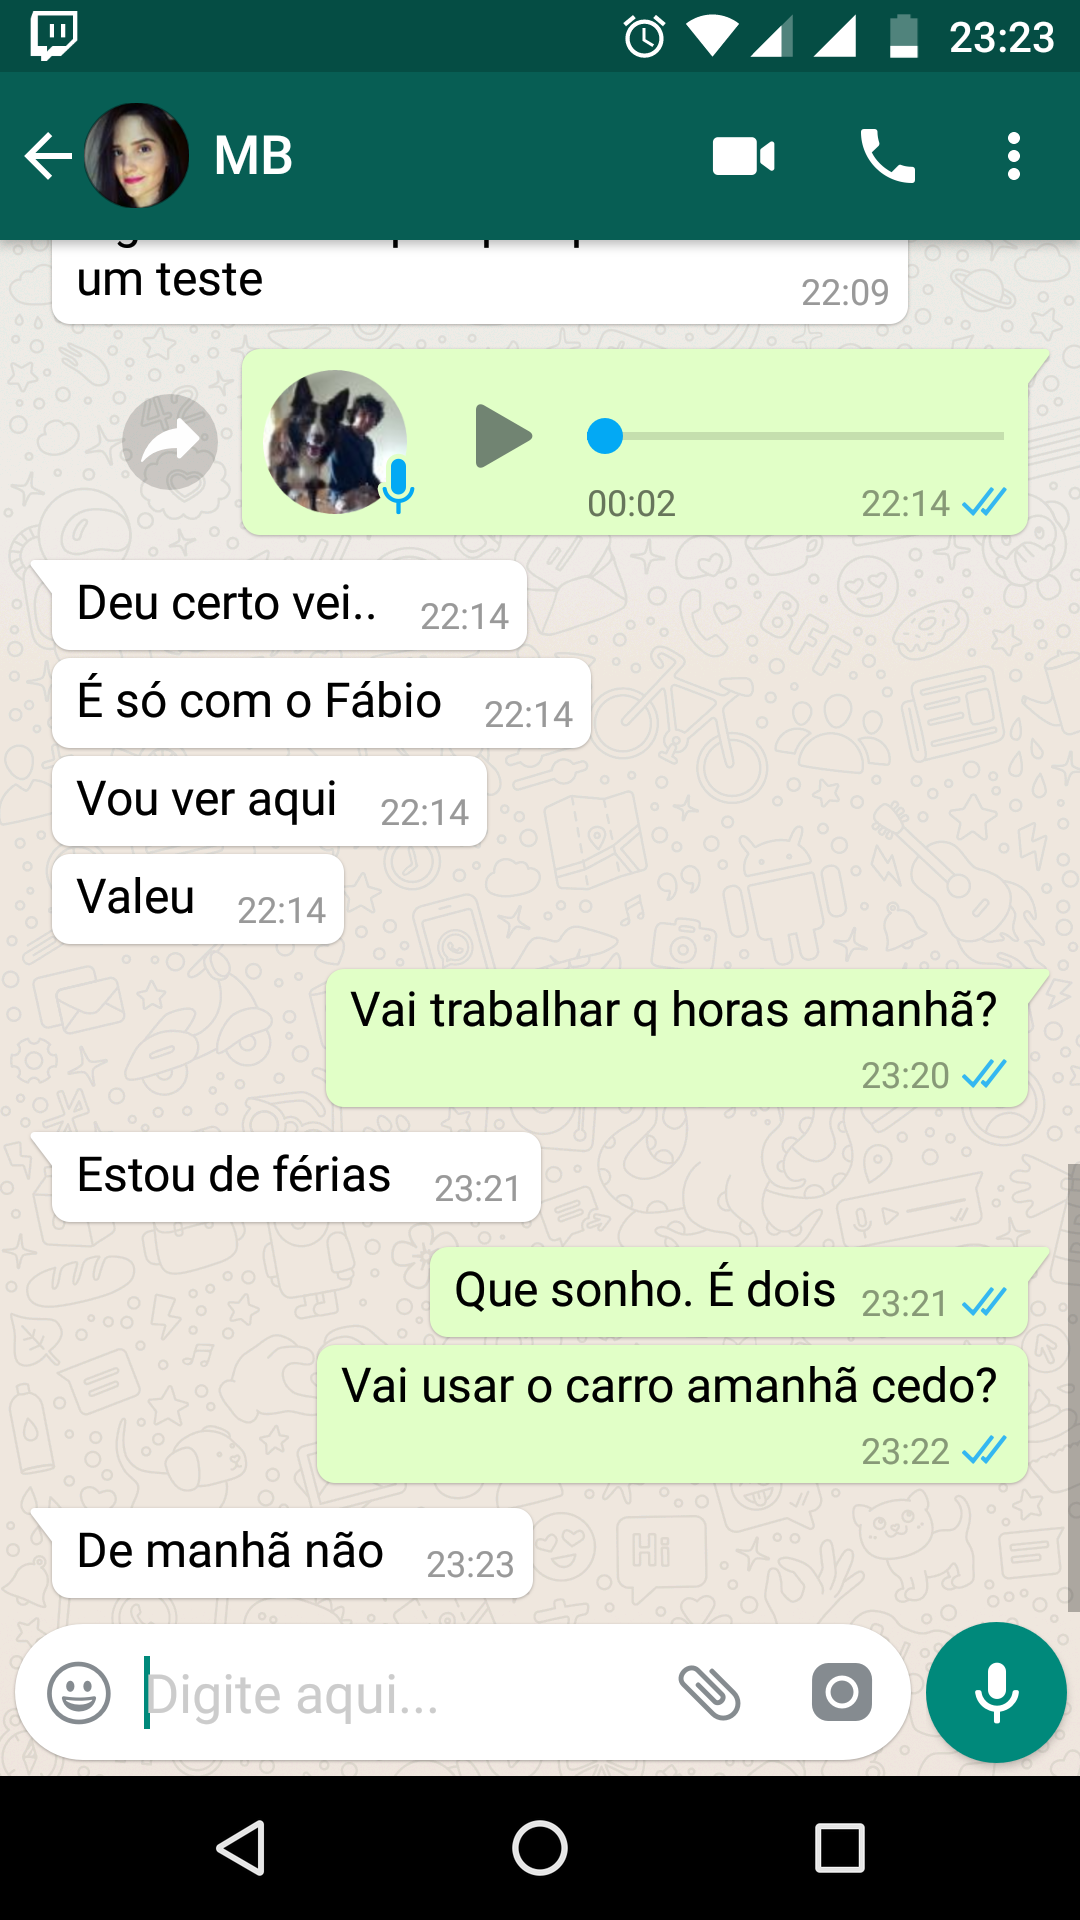 23:23
MB
um teste
22:09
00:02
22:14
Deu certo vei..
22:14
É só com o Fábio
22:14
Vou ver aqui
22:14
Valeu
22:14
Vai trabalhar q horas amanhã?
23:20
Estou de férias
23:21
Que sonho. É dois
23:21
Vai usar o carro amanhã cedo?
23:22
De manhã não
23:23
Digite aqui...